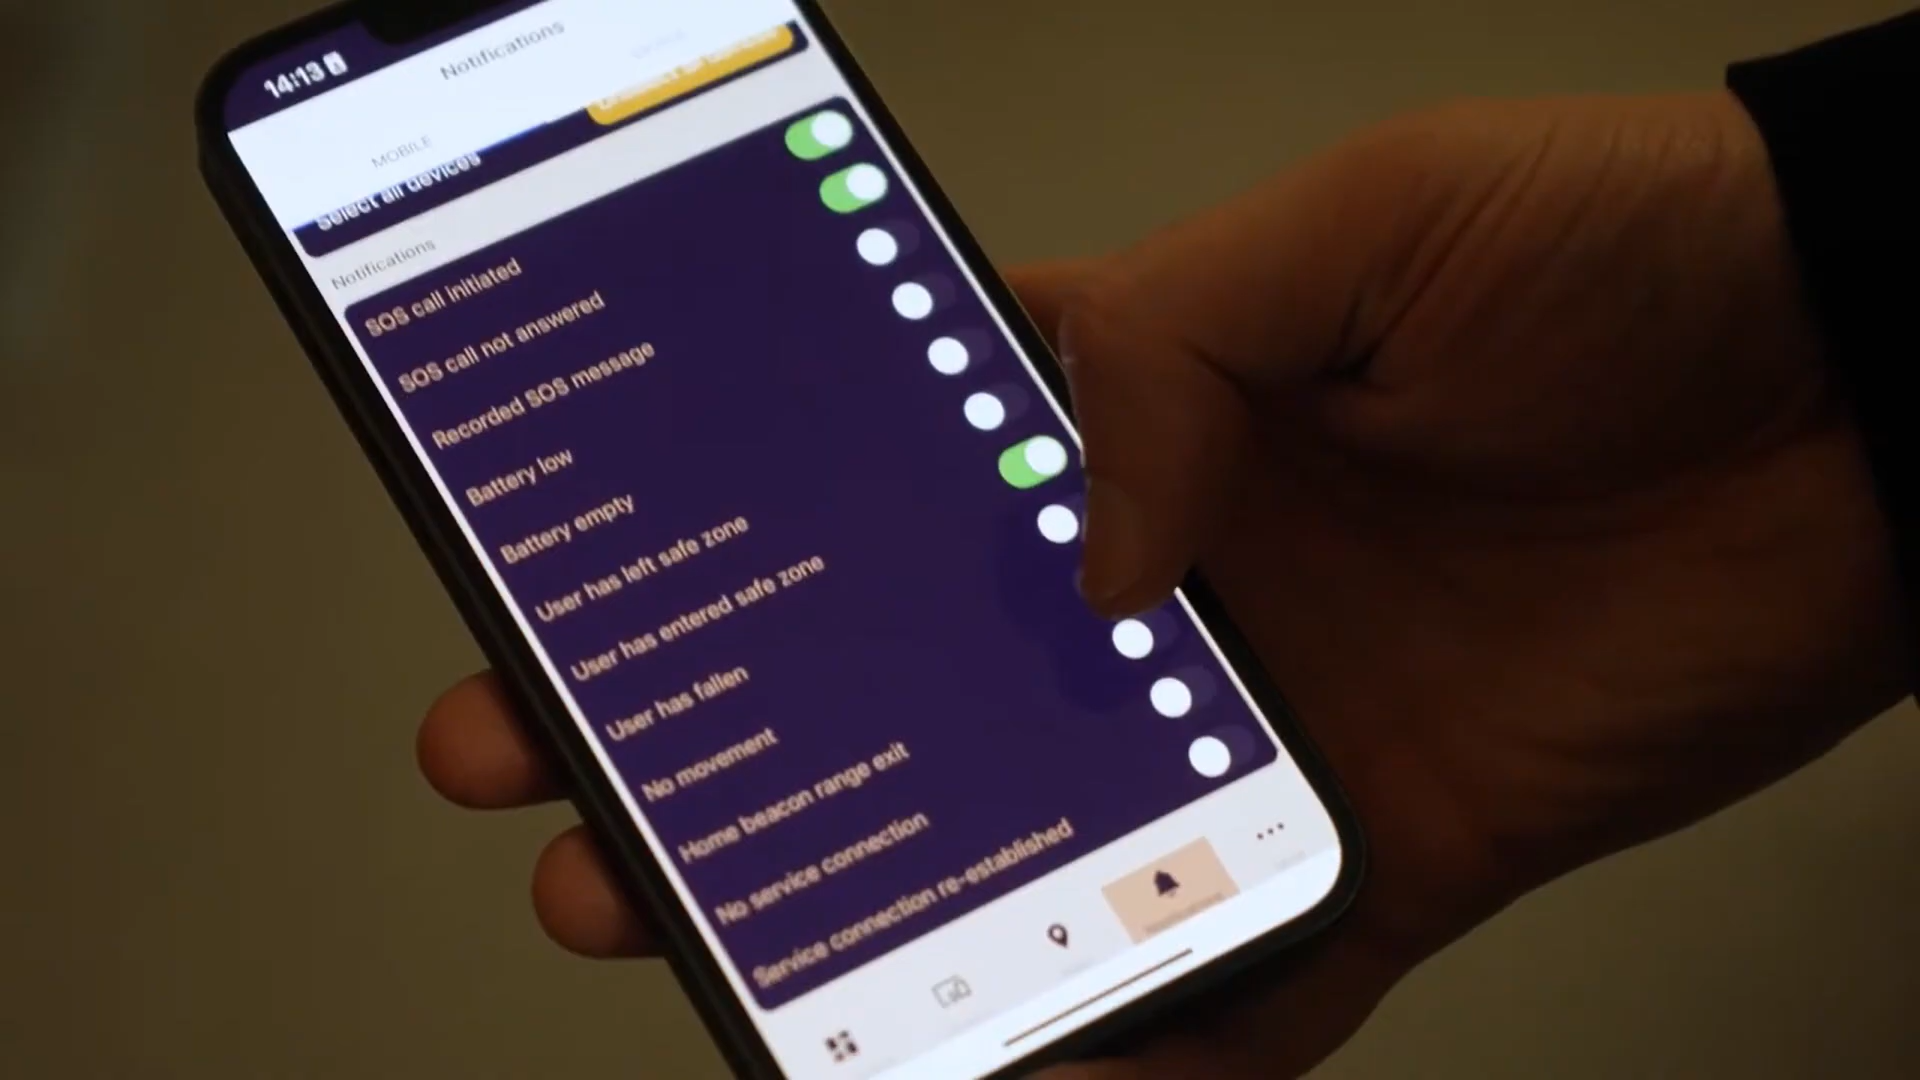 14:13
Notifications
MOBILE
Select all devices
Notifications
SOS call initiated
SOS call not answered
Recorded SOS message
Battery low
Battery empty
User has left safe zone
User has entered safe zone
User has fallen
No movement
Home beacon range exit
No service connection
Service connection re-established